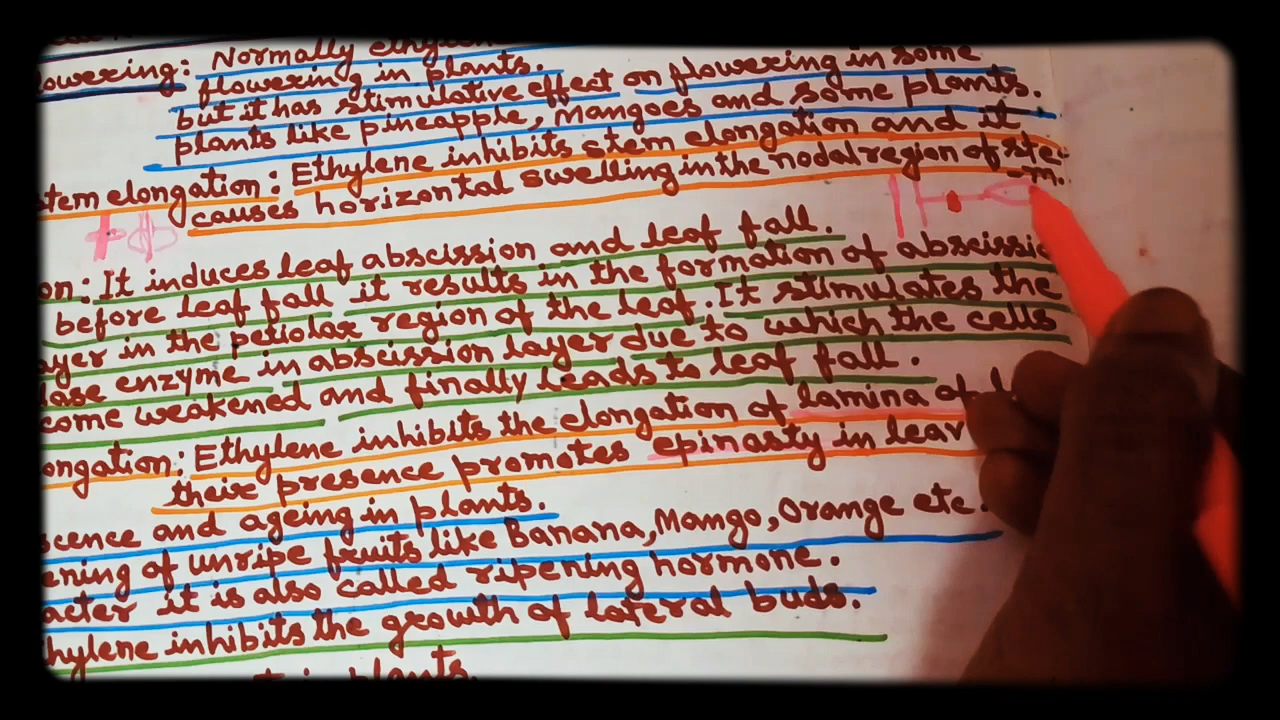 lowering: Normally ethylen
flowering in plants.
but it has stimulative effect on flowering in some
plants like pineapple, Mangoes and some plants.
stem elongation: Ethylene inhibits stem elongation and it
causes horizontal swelling in the nodal region of ste-
-m.
on: It induces leaf abscission and leaf fall.
before leaf fall it results in the formation of abscissio
ayer in the petiolar region of the leaf. It stimulates the
lase enzyme in abscission layer due to which the cells
come weakened and finally leads to leaf fall.
ongation: Ethylene inhibits the elongation of lamina of
their presence promotes epinasty in leav
scence and ageing in plants.
ening of unripe fruits like Banana, Mango, Orange etc.
acter it is also called ripening hormone.
hylene inhibits the growth of lateral buds.
in plants.